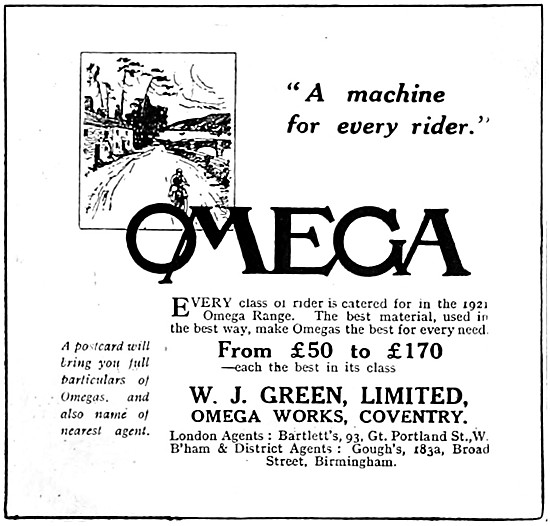 "A machine
for every rider."
OMEGA
EVERY class of rider is catered for in the 1921
Omega Range. The best material, used in
the best way, make Omegas the best for every need.
From £50 to £170
—each the best in its class
A postcard will
bring you full
particulars of
Omegas, and
also name of
nearest agent.
W. J. GREEN, LIMITED,
OMEGA WORKS, COVENTRY.
London Agents : Bartlett's, 93, Gt. Portland St., W.
B'ham & District Agents : Gough's, 183a, Broad
Street, Birmingham.